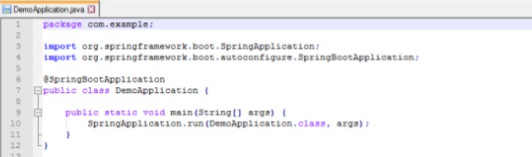 DemoApplication.java
1 package com.example;
2
3 import org.springframework.boot.SpringApplication;
4 import org.springframework.boot.autoconfigure.SpringBootApplication;
5
6 @SpringBootApplication
7 public class DemoApplication {
8
9 public static void main(String[] args) {
10 SpringApplication.run(DemoApplication.class, args);
11 }
12 }
13